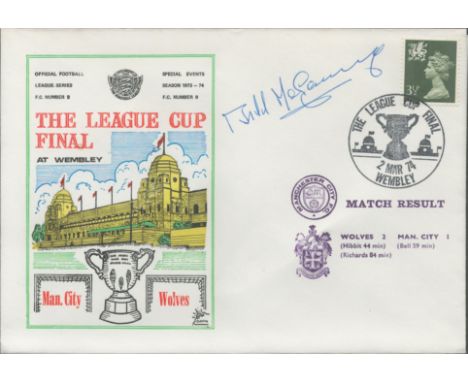 OFFICIAL FOOTBALL SPECIAL EVENTS
LEAGUE SERIES SEASON 1973 - 74
F.C. NUMBER 9 F.C. NUMBER 9
THE LEAGUE CUP
FINAL
AT WEMBLEY
Man. City Wolves
3½
THE LEAGUE CUP FINAL
2 MAR 74
WEMBLEY
MANCHESTER CITY F.C.
MATCH RESULT
WOLVES 2 MAN. CITY 1
(Hibbit 44 min) (Bell 59 min)
(Richards 84 min)